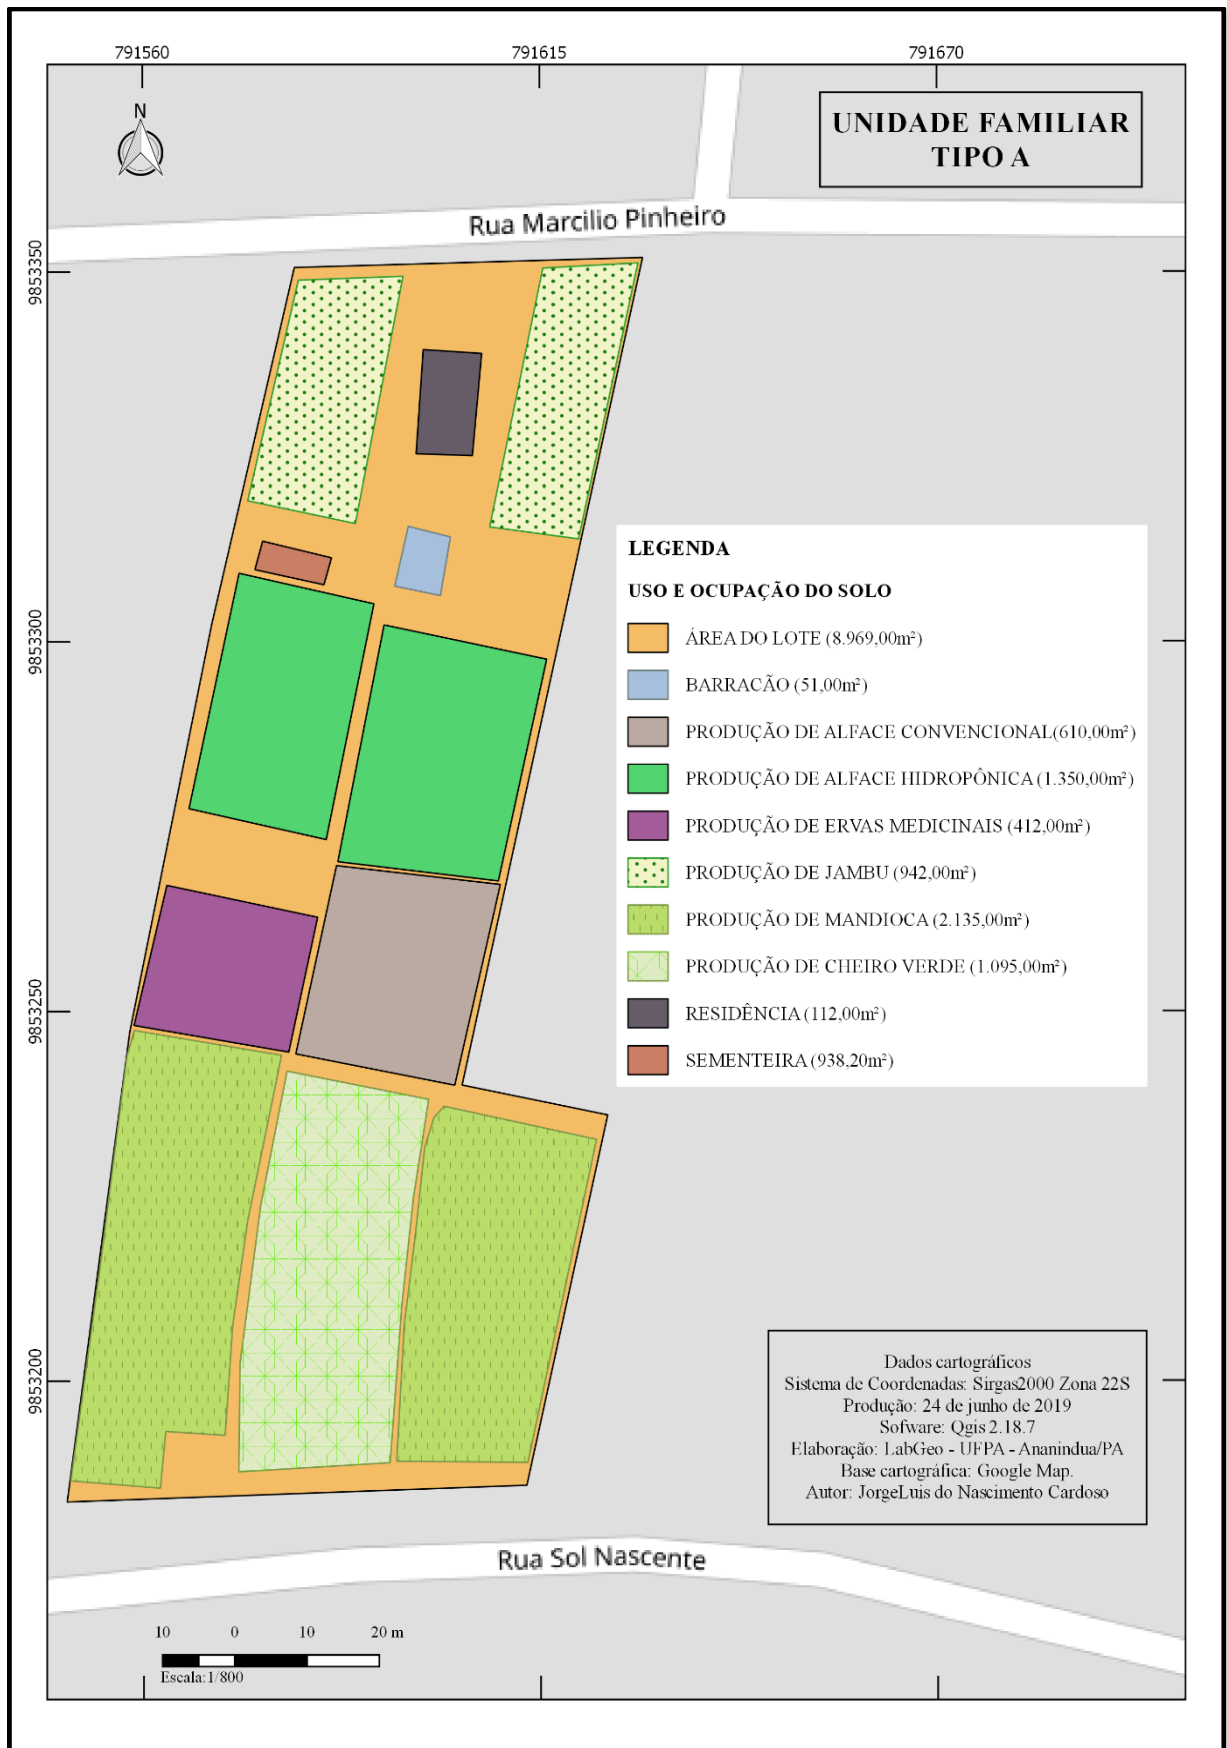 791560
791615
791670
N
UNIDADE FAMILIAR
TIPO A
Rua Marcilio Pinheiro
9853350
9853300
9853250
9853200
LEGENDA
USO E OCUPAÇÃO DO SOLO
ÁREA DO LOTE (8.969,00m²)
BARRACÃO (51,00m²)
PRODUÇÃO DE ALFACE CONVENCIONAL(610,00m²)
PRODUÇÃO DE ALFACE HIDROPÔNICA (1.350,00m²)
PRODUÇÃO DE ERVAS MEDICINAIS (412,00m²)
PRODUÇÃO DE JAMBU (942,00m²)
PRODUÇÃO DE MANDIOCA (2.135,00m²)
PRODUÇÃO DE CHEIRO VERDE (1.095,00m²)
RESIDÊNCIA (112,00m²)
SEMENTEIRA (938,20m²)
Dados cartográficos
Sistema de Coordenadas: Sirgas2000 Zona 22S
Produção: 24 de junho de 2019
Sofware: Qgis 2.18.7
Elaboração: LabGeo - UFPA - Ananindua/PA
Base cartográfica: Google Map.
Autor: JorgeLuis do Nascimento Cardoso
Rua Sol Nascente
10 0 10 20 m
Escala:1/800